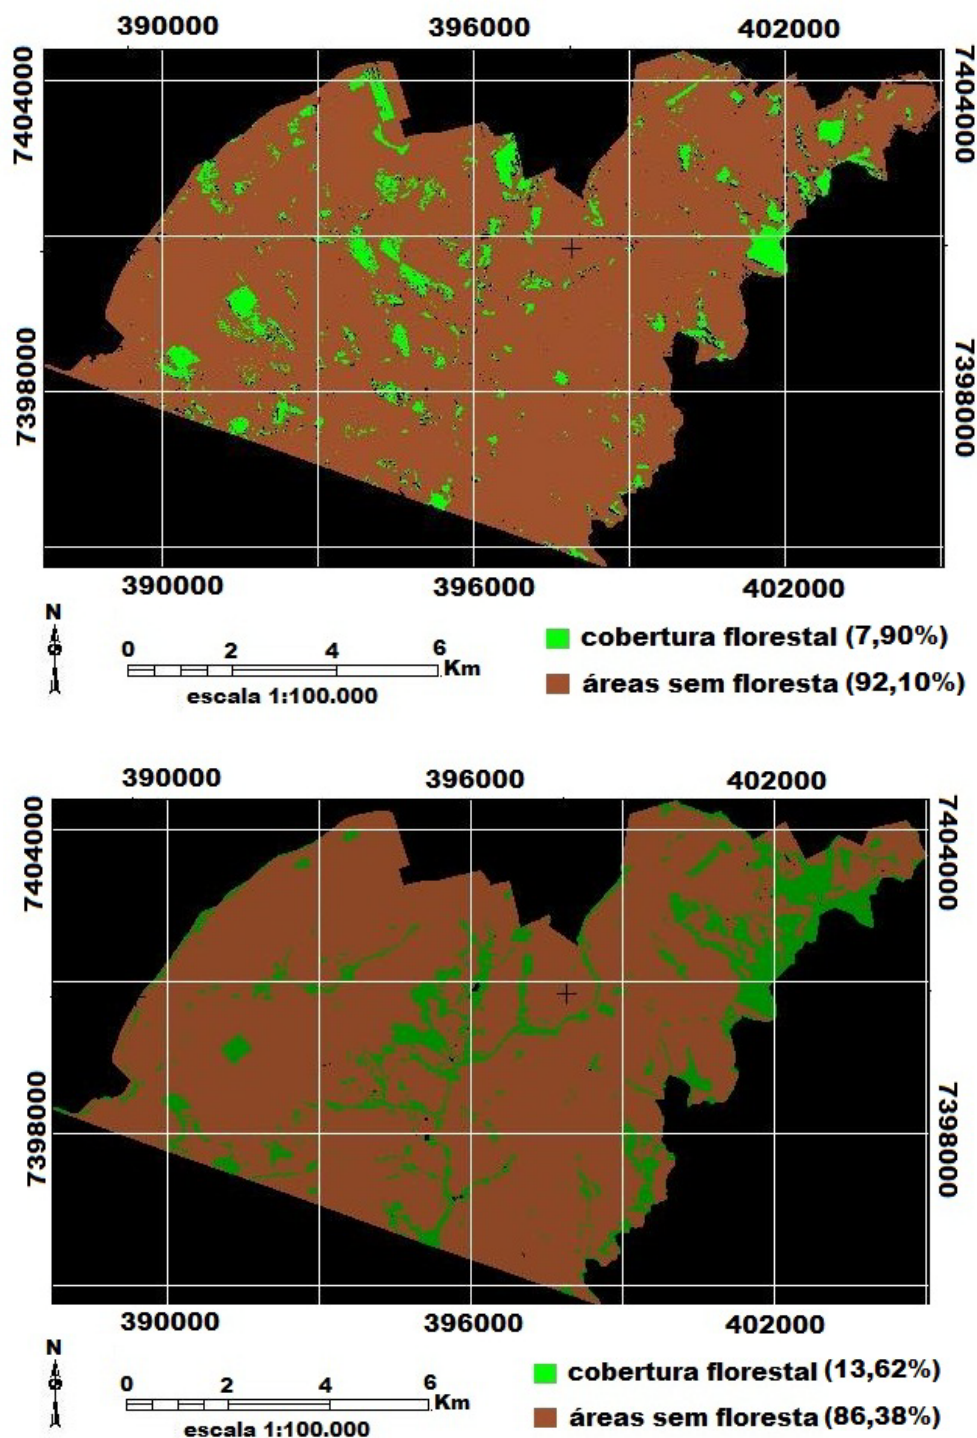 390000 396000 402000
7404000
7404000
7398000
7398000
390000 396000 402000
N
0 2 4 6
Km
escala 1:100.000
cobertura florestal (7,90%)
áreas sem floresta (92,10%)
390000 396000 402000
7404000
7404000
7398000
7398000
390000 396000 402000
N
0 2 4 6
Km
escala 1:100.000
cobertura florestal (13,62%)
áreas sem floresta (86,38%)